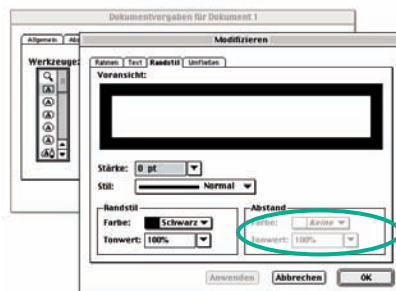 Dokumentvorgaben für Dokument 1
Allgemein
Modifizieren
Werkzeuge:
Rahmen Text Randstil Umfließen
Voransicht:
Stärke: 0 pt
Stil: Normal
Randstil Abstand
Farbe: Schwarz Farbe: Keine
Tonwert: 100% Tonwert: 100%
Anwenden Abbrechen OK